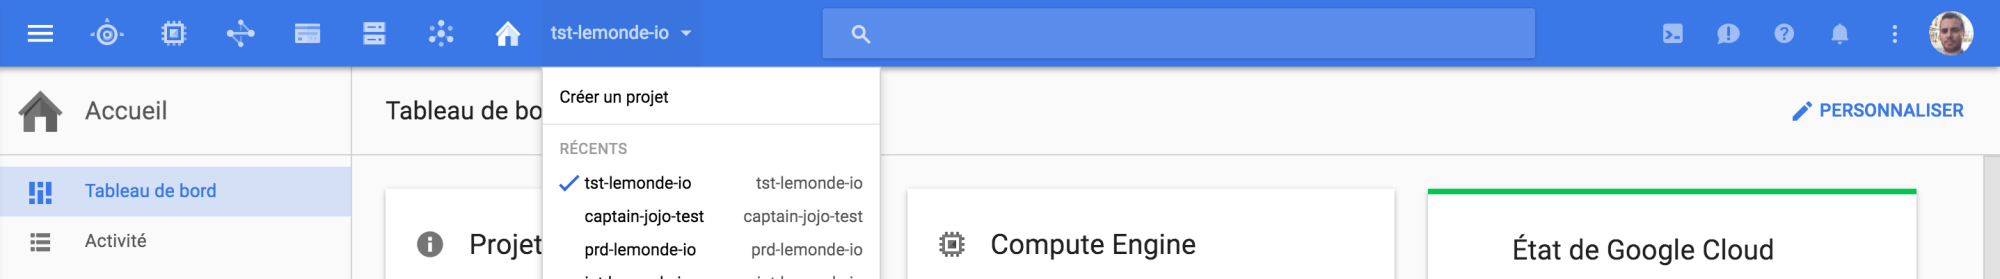 tst-lemonde-io
Créer un projet
Accueil
Tableau de bo
PERSONNALISER
RÉCENTS
Tableau de bord
tst-lemonde-io tst-lemonde-io
captain-jojo-test captain-jojo-test
prd-lemonde-io prd-lemonde-io
Activité
Projet
Compute Engine
État de Google Cloud